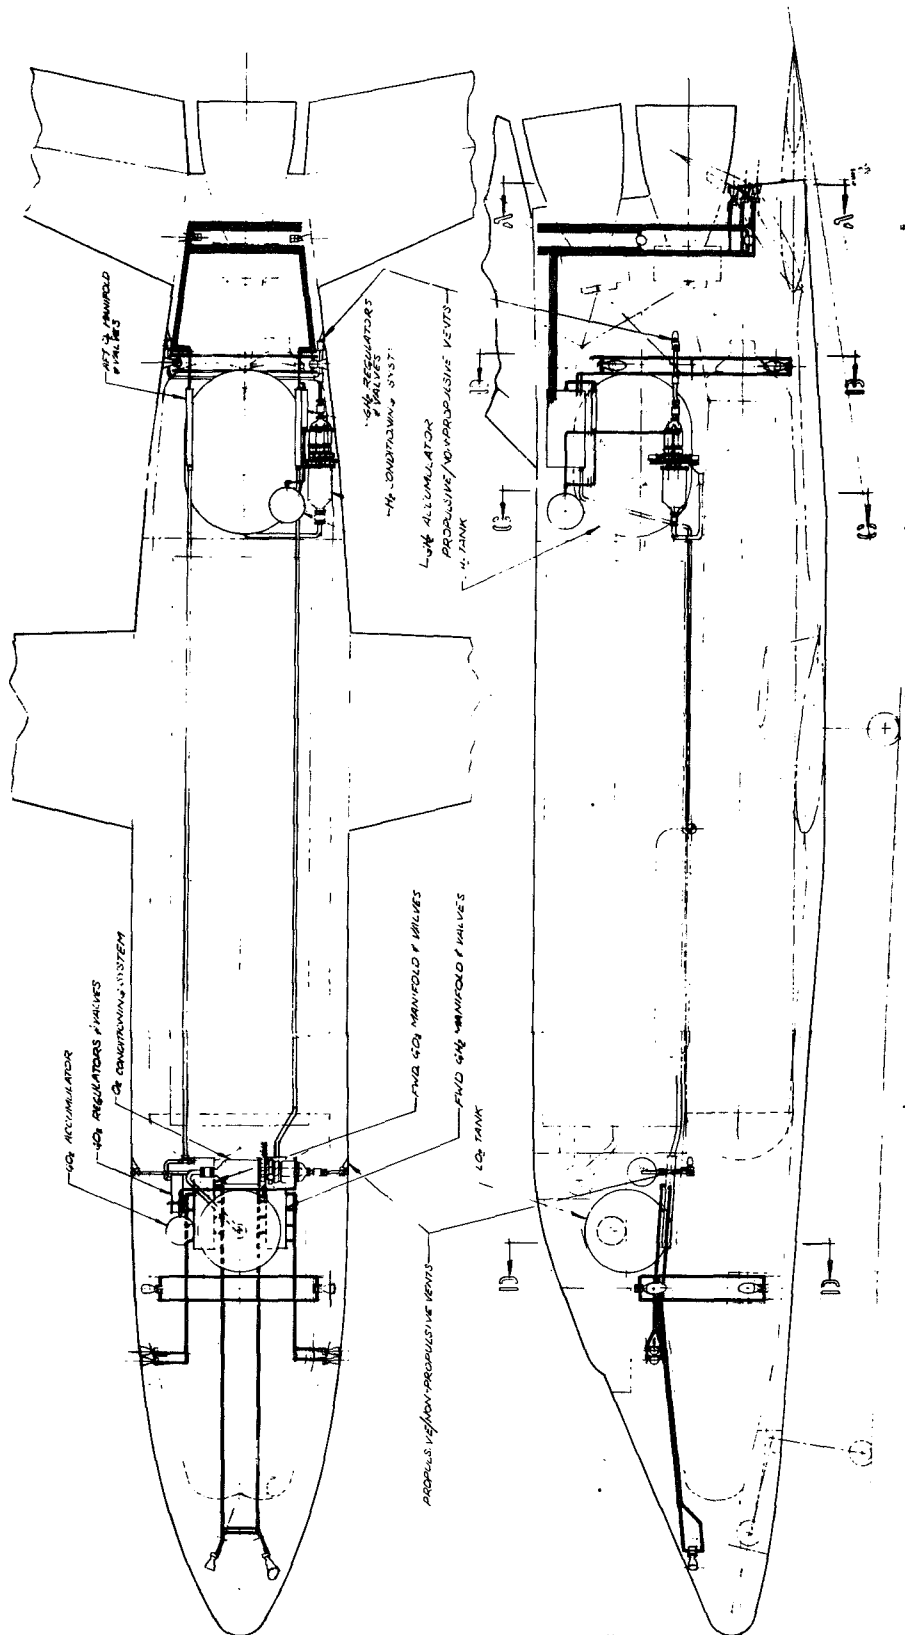 AFT O2 MANIFOLD
& VALVES
GH2 REGULATORS
& VALVES
H2 CONDITIONING SYST.
GH2 ACCUMULATOR
PROPULSIVE/NON-PROPULSIVE VENTS
H2 TANK
GO2 ACCUMULATOR
GO2 REGULATORS & VALVES
O2 CONDITIONING SYSTEM
FWD GO2 MANIFOLD & VALVES
FWD GH2 MANIFOLD & VALVES
LO2 TANK
PROPULSIVE/NON-PROPULSIVE VENTS
D
D